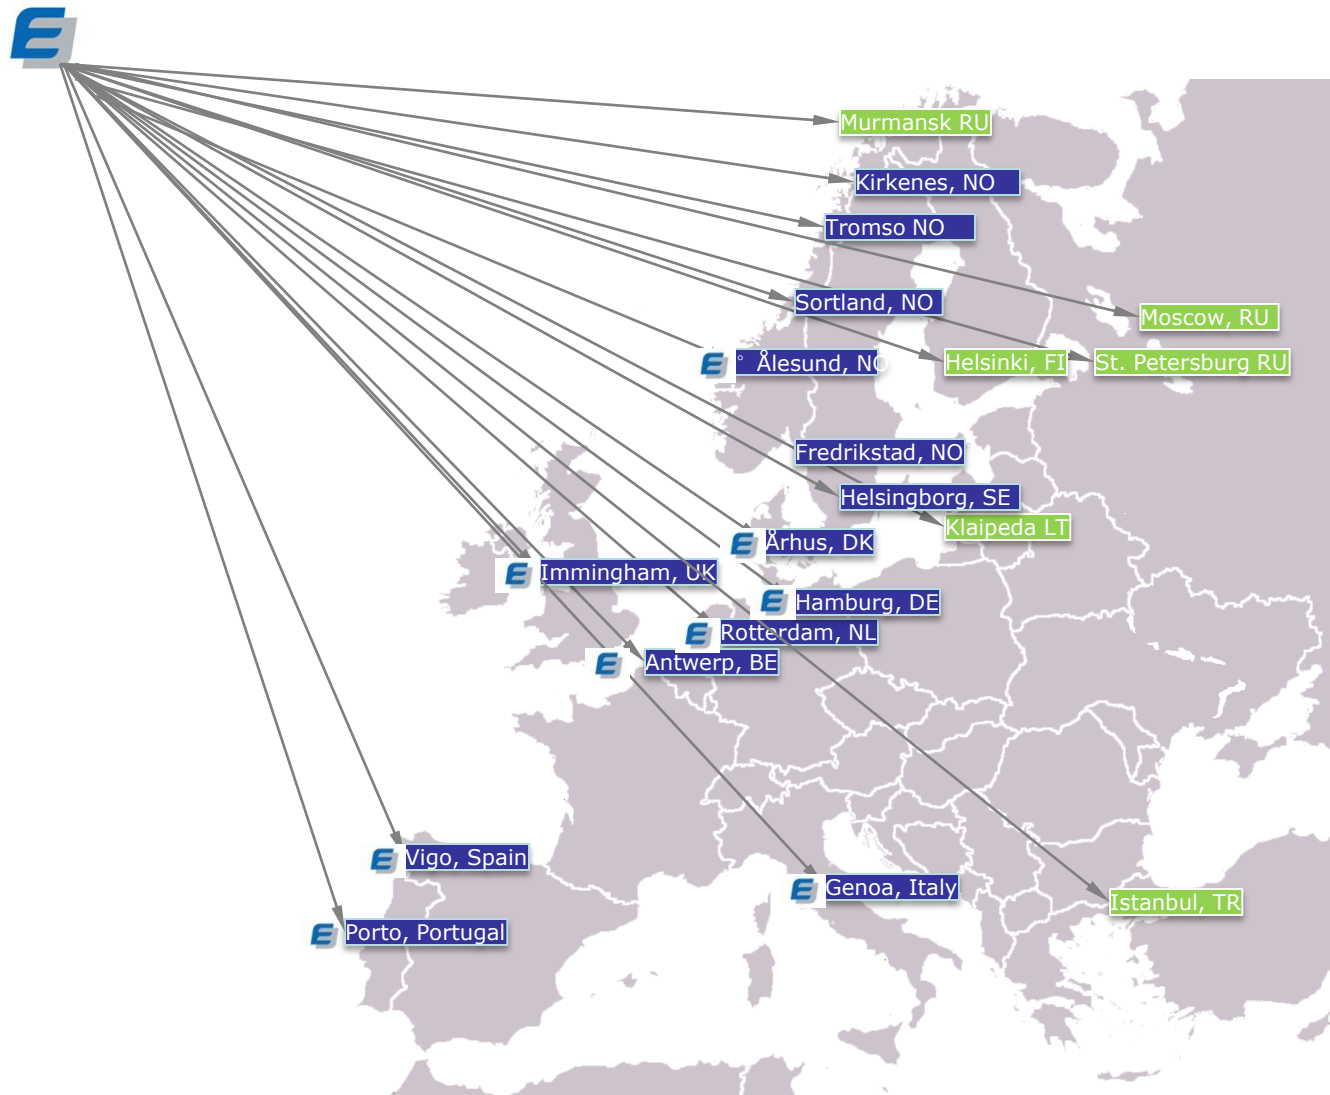 E
Murmansk RU
Kirkenes, NO
Tromso NO
Sortland, NO
Moscow, RU
E ° Ålesund, NO
Helsinki, FI
St. Petersburg RU
Fredrikstad, NO
Helsingborg, SE
Klaipeda LT
E Århus, DK
E Immingham, UK
E Hamburg, DE
E Rotterdam, NL
E Antwerp, BE
E Vigo, Spain
E Genoa, Italy
Istanbul, TR
E Porto, Portugal